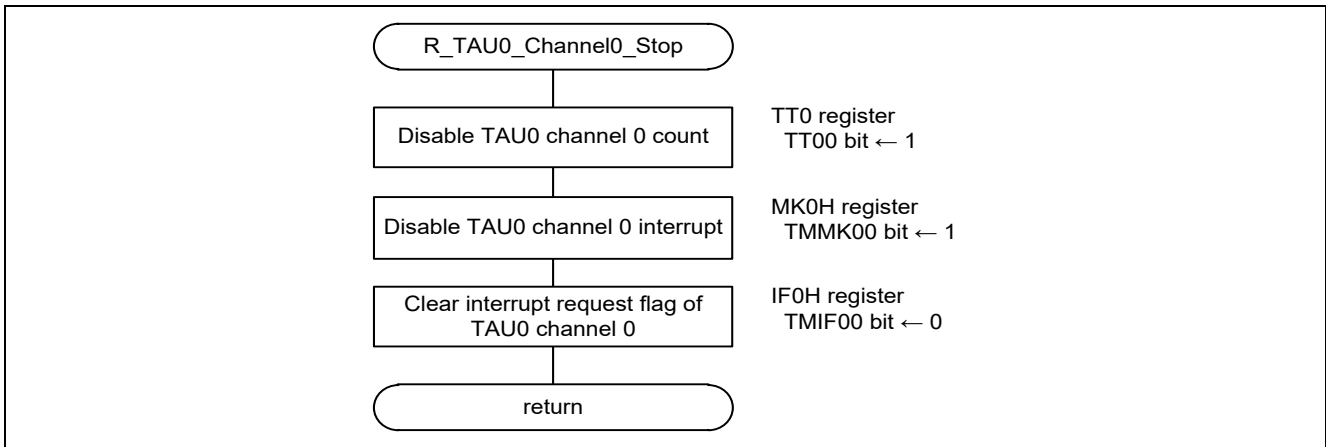 R_TAU0_Channel0_Stop
Disable TAU0 channel 0 count
TT0 register
TT00 bit ← 1
Disable TAU0 channel 0 interrupt
MK0H register
TMMK00 bit ← 1
Clear interrupt request flag of
TAU0 channel 0
IF0H register
TMIF00 bit ← 0
return